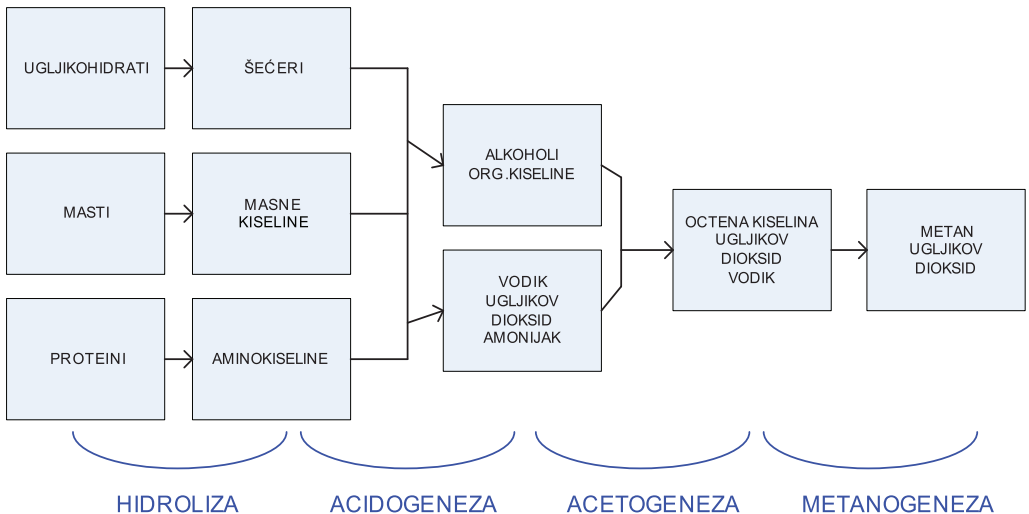 UGLJIKOHIDRATI
ŠEĆERI
MASTI
MASNE
KISELINE
PROTEINI
AMINOKISELINE
ALKOHOLI
ORG.KISELINE
VODIK
UGLJIKOV
DIOKSID
AMONIJAK
OCTENA KISELINA
UGLJIKOV
DIOKSID
VODIK
METAN
UGLJIKOV
DIOKSID
HIDROLIZA
ACIDOGENEZA
ACETOGENEZA
METANOGENEZA